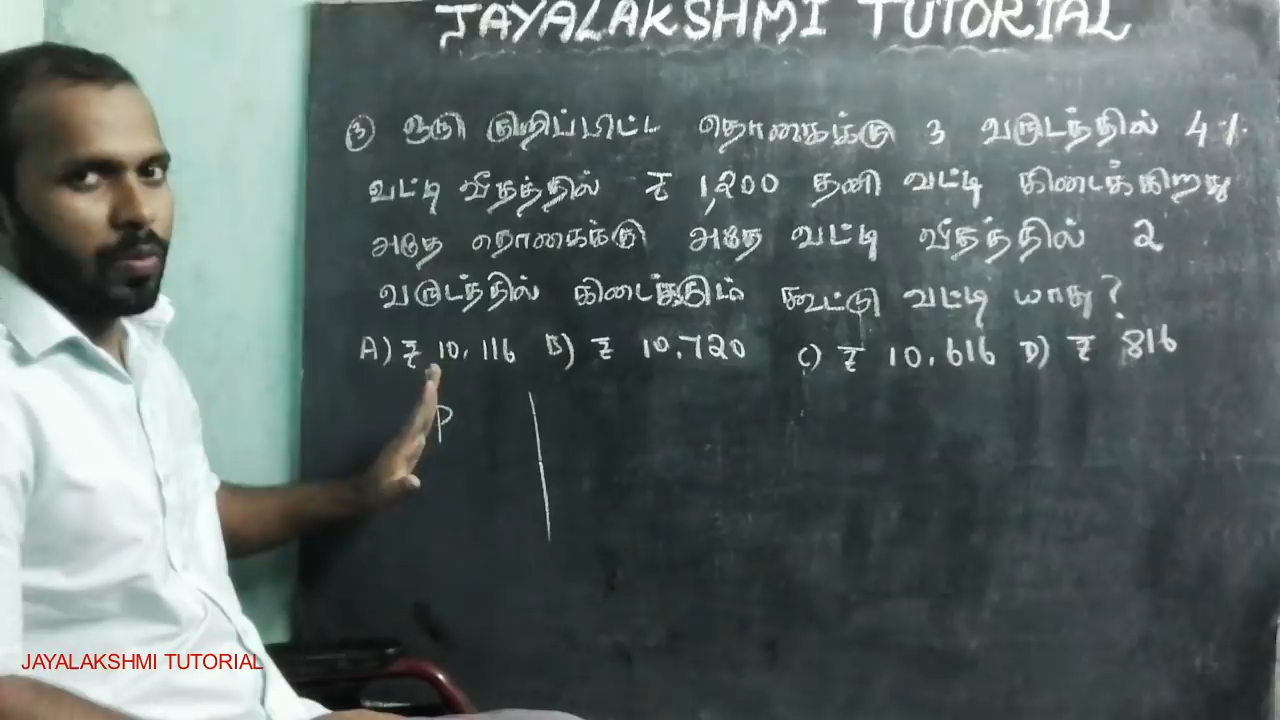 JAYALAKSHMI TUTORIAL
③ ஒரு குறிப்பிட்ட தொகைக்கு 3 வருடத்தில் 4%
வட்டி வீதத்தில் ₹ 1,200 தனி வட்டி கிடைக்கிறது
அதே தொகைக்கு அதே வட்டி வீதத்தில் 2
வருடத்தில் கிடைக்கும் கூட்டு வட்டி யாது?
A) ₹ 10,116 B) ₹ 10,720 C) ₹ 10,616 D) ₹ 816
P
JAYALAKSHMI TUTORIAL